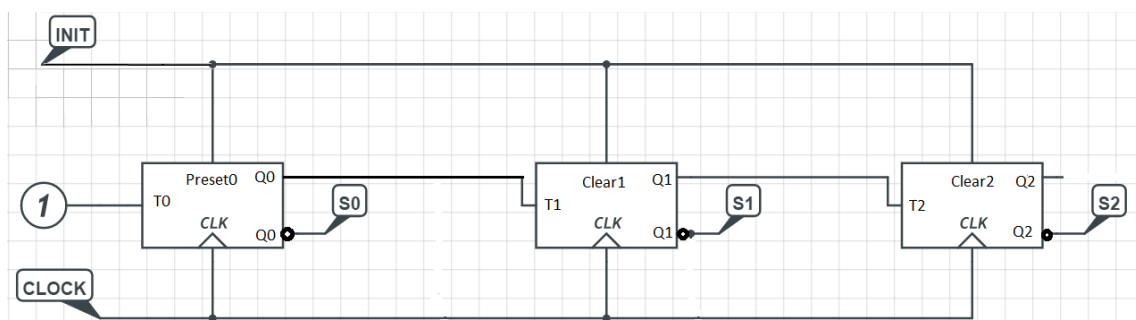 INIT
Preset0 Q0
Clear1 Q1
Clear2 Q2
1
T0
S0
T1
S1
T2
S2
CLK
Q0
CLK
Q1
CLK
Q2
CLOCK